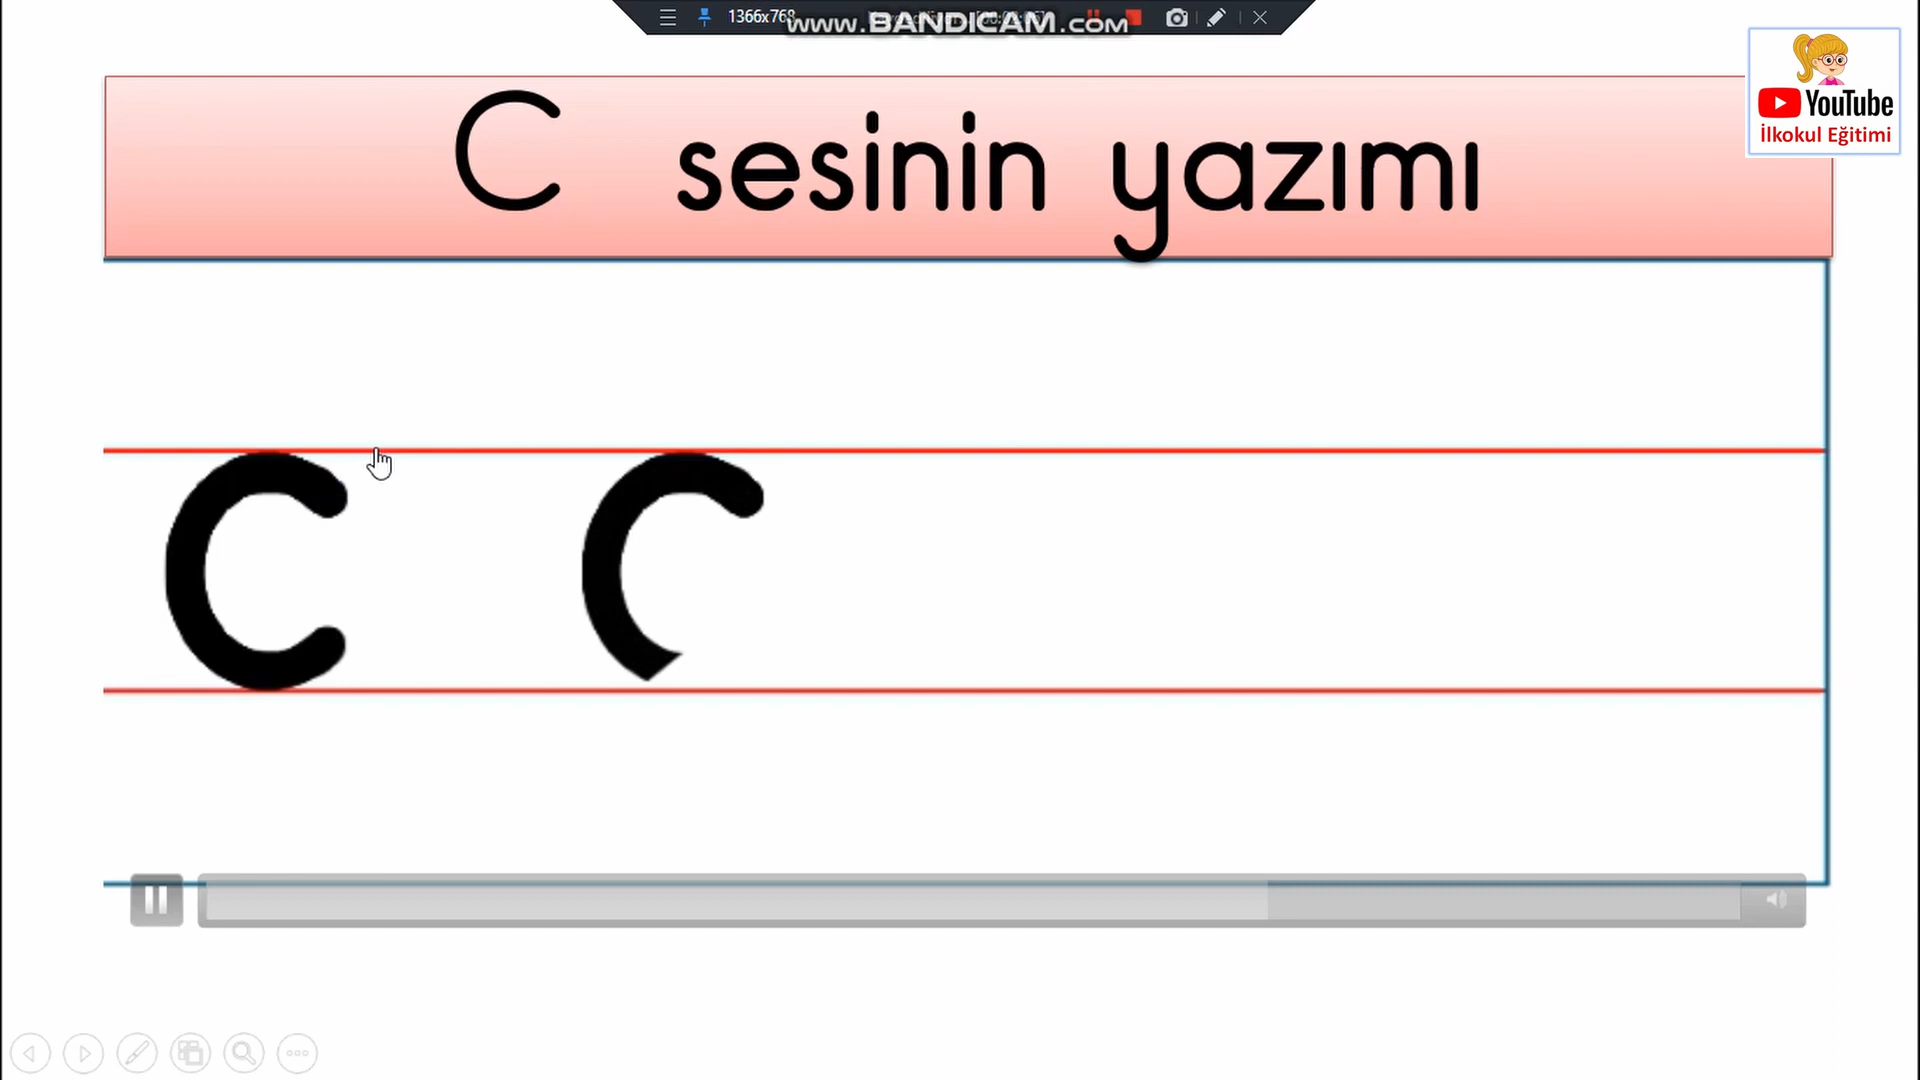 1366x768
www.BANDICAM.com
YouTube
İlkokul Eğitimi
C sesinin yazımı
C